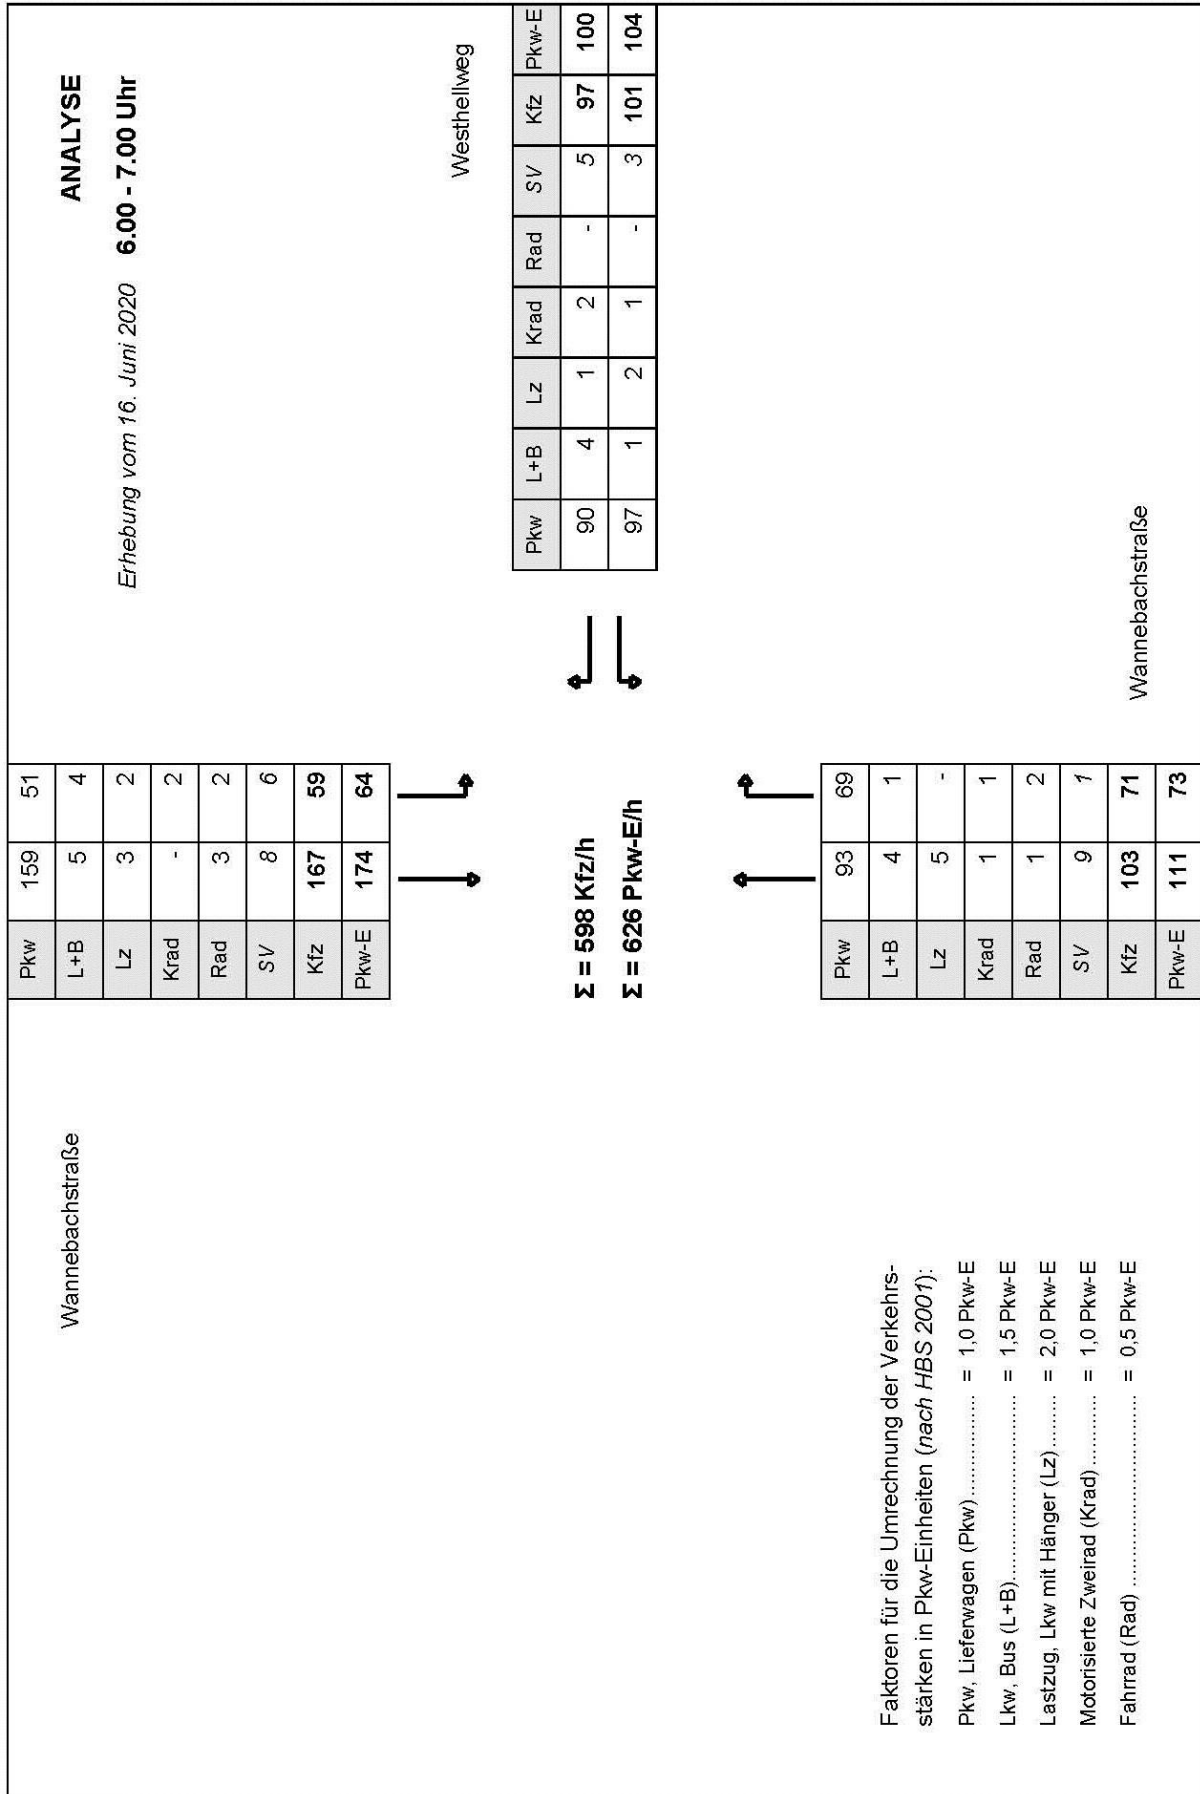 Wannebachstraße
Pkw 159 51
L+B 5 4
Lz 3 2
Krad - 2
Rad 3 2
SV 8 6
Kfz 167 59
Pkw-E 174 64
ANALYSE
Erhebung vom 16. Juni 2020 6.00 - 7.00 Uhr
Westhellweg
Pkw L+B Lz Krad Rad SV Kfz Pkw-E
90 4 1 2 - 5 97 100
97 1 2 1 - 3 101 104
Σ = 598 Kfz/h
Σ = 626 Pkw-E/h
Faktoren für die Umrechnung der Verkehrs-
stärken in Pkw-Einheiten (nach HBS 2001):
Pkw, Lieferwagen (Pkw)................ = 1,0 Pkw-E
Lkw, Bus (L+B)................................ = 1,5 Pkw-E
Lastzug, Lkw mit Hänger (Lz)......... = 2,0 Pkw-E
Motorisierte Zweirad (Krad)............ = 1,0 Pkw-E
Fahrrad (Rad) .................................. = 0,5 Pkw-E
Pkw 93 69
L+B 4 1
Lz 5 -
Krad 1 1
Rad 1 2
SV 9 1
Kfz 103 71
Pkw-E 111 73
Wannebachstraße